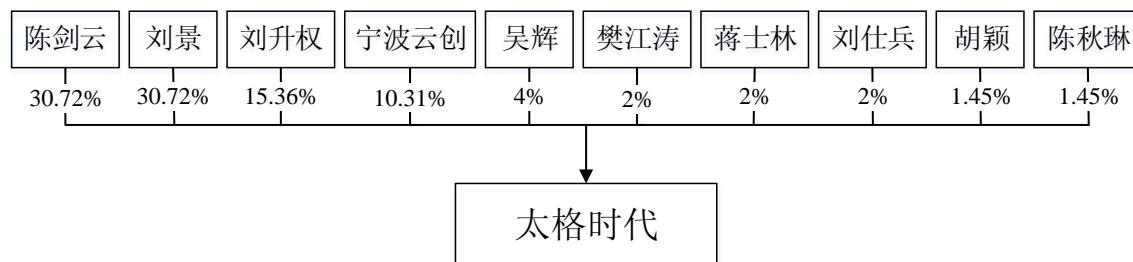 陈剑云 刘景 刘升权 宁波云创 吴辉 樊江涛 蒋士林 刘仕兵 胡颖 陈秋琳
30.72% 30.72% 15.36% 10.31% 4% 2% 2% 2% 1.45% 1.45%
太格时代